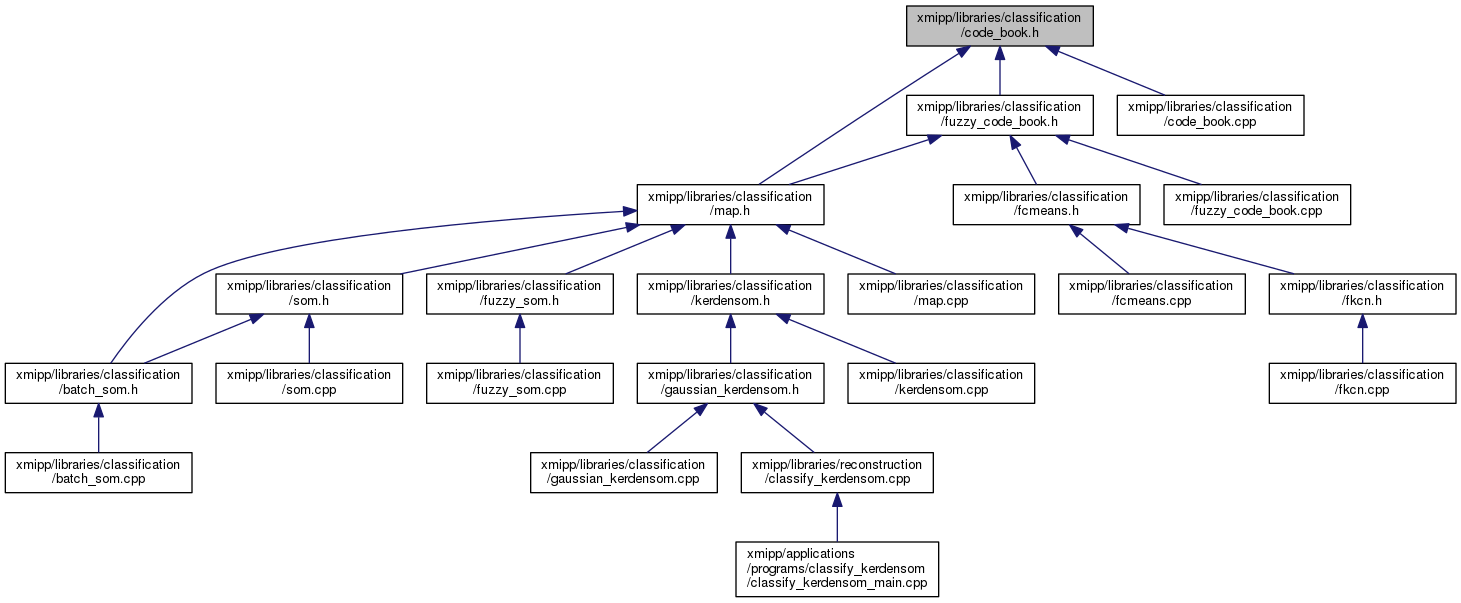 xmipp/libraries/classification
/code_book.h
xmipp/libraries/classification
/fuzzy_code_book.h
xmipp/libraries/classification
/code_book.cpp
xmipp/libraries/classification
/map.h
xmipp/libraries/classification
/fcmeans.h
xmipp/libraries/classification
/fuzzy_code_book.cpp
xmipp/libraries/classification
/som.h
xmipp/libraries/classification
/fuzzy_som.h
xmipp/libraries/classification
/kerdensom.h
xmipp/libraries/classification
/map.cpp
xmipp/libraries/classification
/fcmeans.cpp
xmipp/libraries/classification
/fkcn.h
xmipp/libraries/classification
/batch_som.h
xmipp/libraries/classification
/som.cpp
xmipp/libraries/classification
/fuzzy_som.cpp
xmipp/libraries/classification
/gaussian_kerdensom.h
xmipp/libraries/classification
/kerdensom.cpp
xmipp/libraries/classification
/fkcn.cpp
xmipp/libraries/classification
/batch_som.cpp
xmipp/libraries/classification
/gaussian_kerdensom.cpp
xmipp/libraries/reconstruction
/classify_kerdensom.cpp
xmipp/applications
/programs/classify_kerdensom
/classify_kerdensom_main.cpp